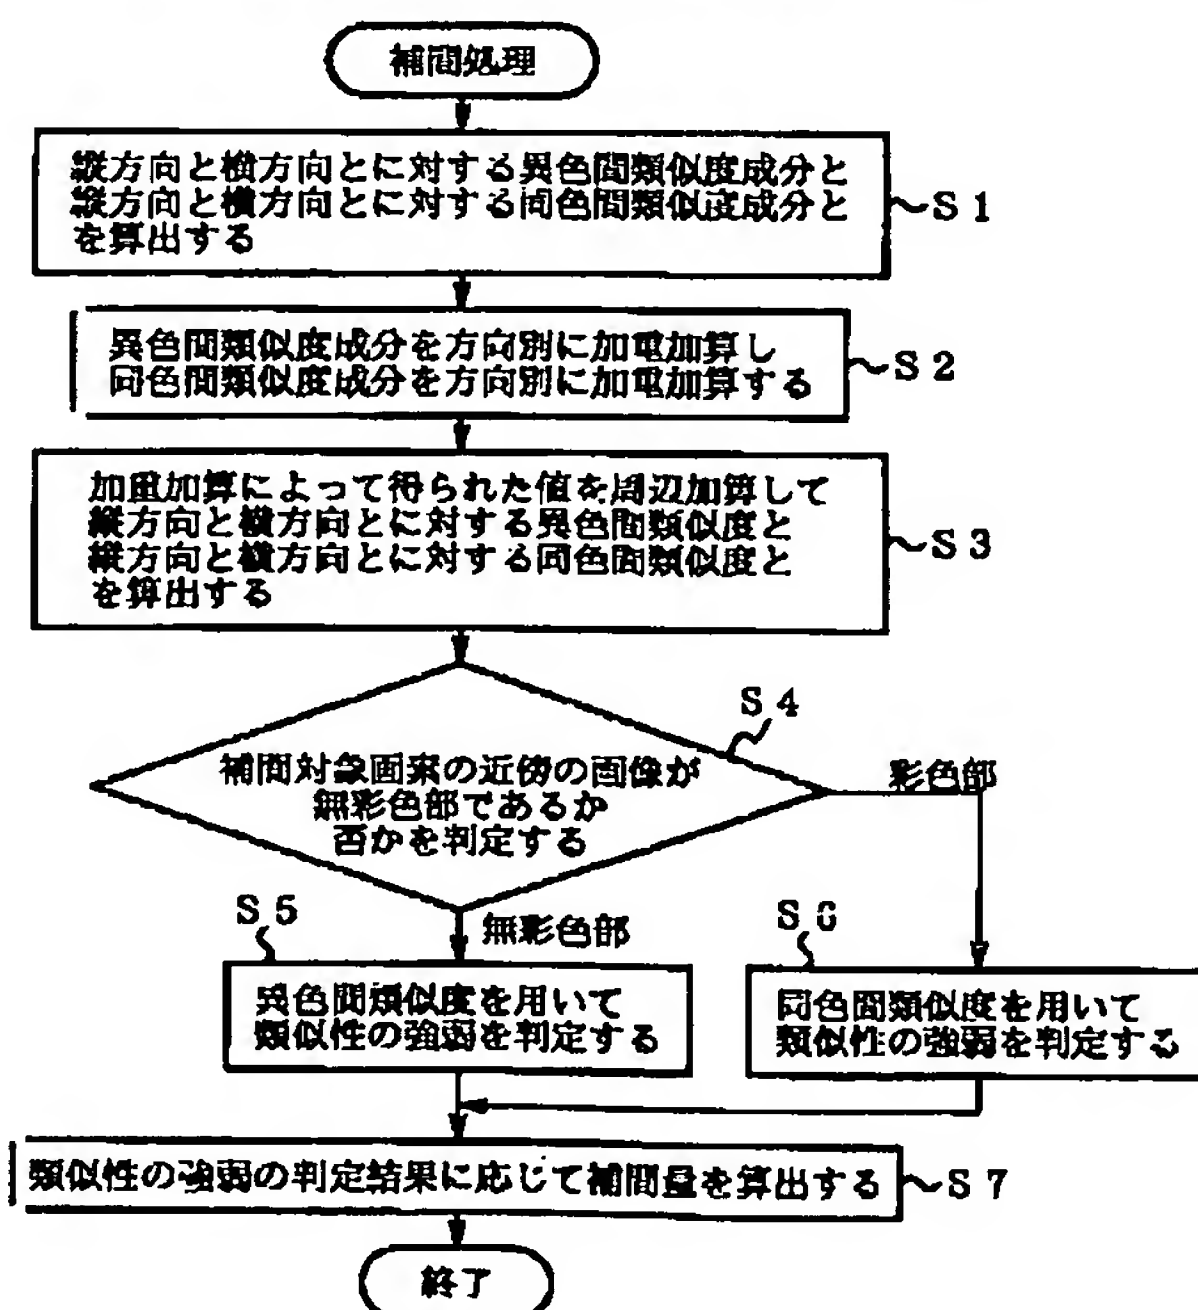 補間処理
縦方向と横方向とに対する異色間類似度成分と
縦方向と横方向とに対する同色間類似度成分と
を算出する
S1
異色間類似度成分を方向別に加重加算し
同色間類似度成分を方向別に加重加算する
S2
加重加算によって得られた値を周辺加算して
縦方向と横方向とに対する異色間類似度と
縦方向と横方向とに対する同色間類似度と
を算出する
S3
S4
補間対象画素の近傍の画像が
無彩色部であるか
否かを判定する
彩色部
無彩色部
S5
異色間類似度を用いて
類似性の強弱を判定する
S6
同色間類似度を用いて
類似性の強弱を判定する
類似性の強弱の判定結果に応じて補間量を算出する
S7
終了